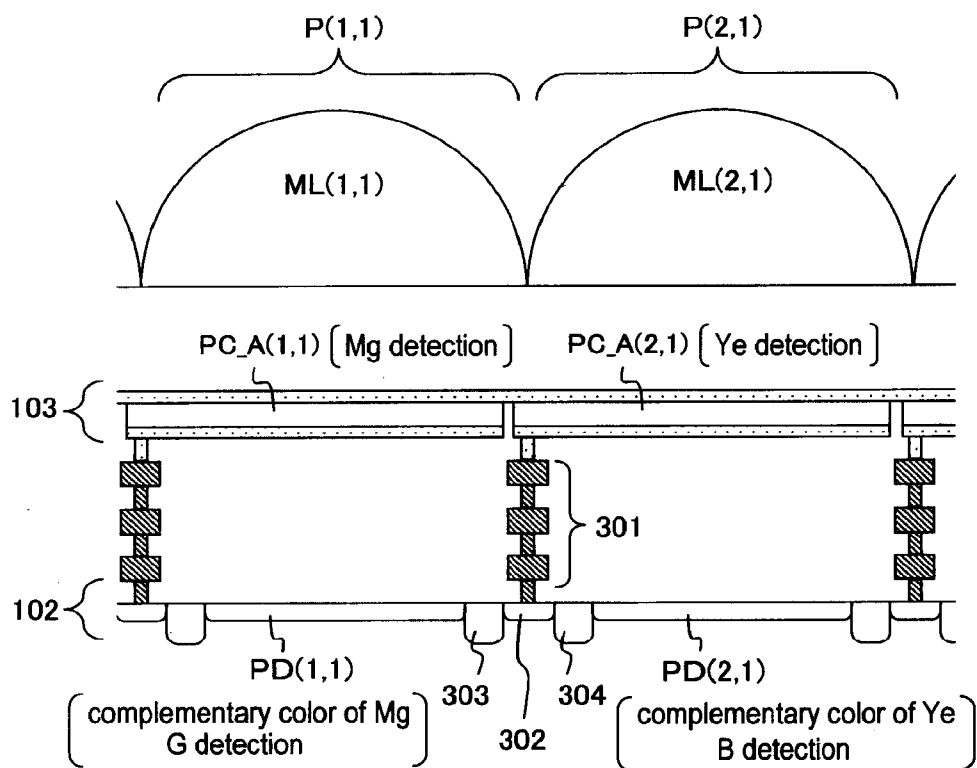 P(1,1) P(2,1)
ML(1,1) ML(2,1)
PC_A(1,1) [Mg detection] PC_A(2,1) [Ye detection]
103
301
102
PD(1,1) 303 302 304 PD(2,1)
(complementary color of Mg (complementary color of Ye
G detection) B detection)